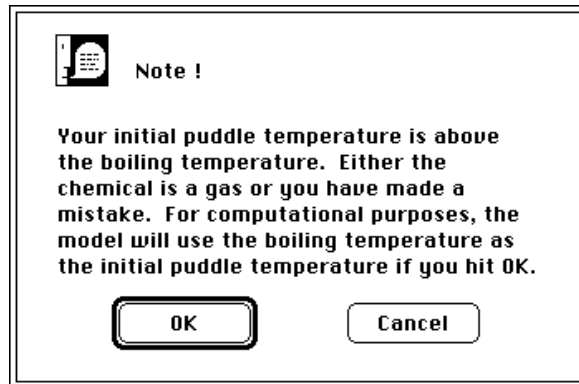 Note !
Your initial puddle temperature is above
the boiling temperature.  Either the
chemical is a gas or you have made a
mistake.  For computational purposes, the
model will use the boiling temperature as
the initial puddle temperature if you hit OK.
OK Cancel